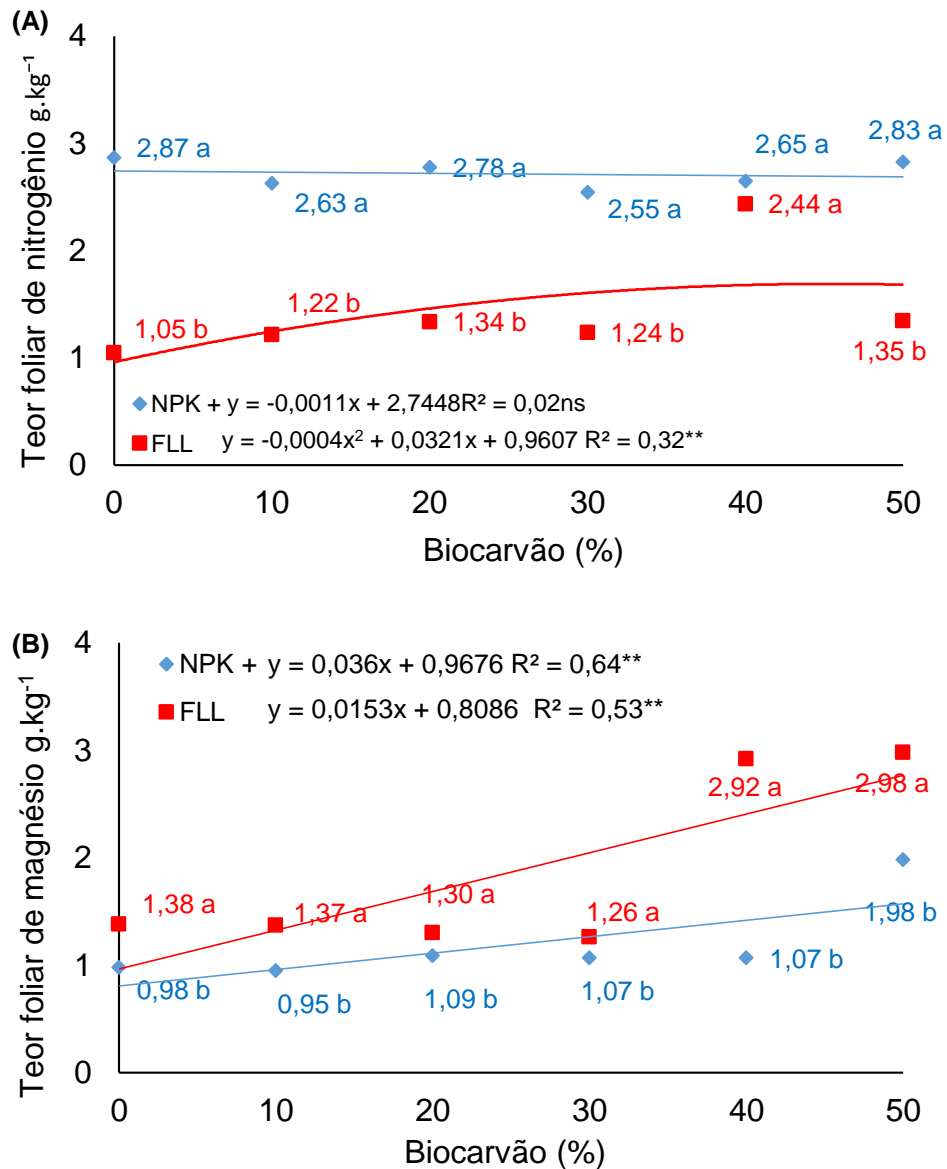 (A)
Teor foliar de nitrogênio g.kg⁻¹
4
3
2
1
0
2,87 a
2,63 a
2,78 a
2,55 a
2,65 a
2,83 a
2,44 a
1,05 b
1,22 b
1,34 b
1,24 b
1,35 b
NPK + y = -0,0011x + 2,7448R² = 0,02ns
FLL y = -0,0004x² + 0,0321x + 0,9607 R² = 0,32**
0 10 20 30 40 50
Biocarvão (%)
(B)
Teor foliar de magnésio g.kg⁻¹
4
3
2
1
0
NPK + y = 0,036x + 0,9676 R² = 0,64**
FLL y = 0,0153x + 0,8086 R² = 0,53**
2,92 a
2,98 a
1,38 a
1,37 a
1,30 a
1,26 a
1,98 b
0,98 b
0,95 b
1,09 b
1,07 b
1,07 b
0 10 20 30 40 50
Biocarvão (%)